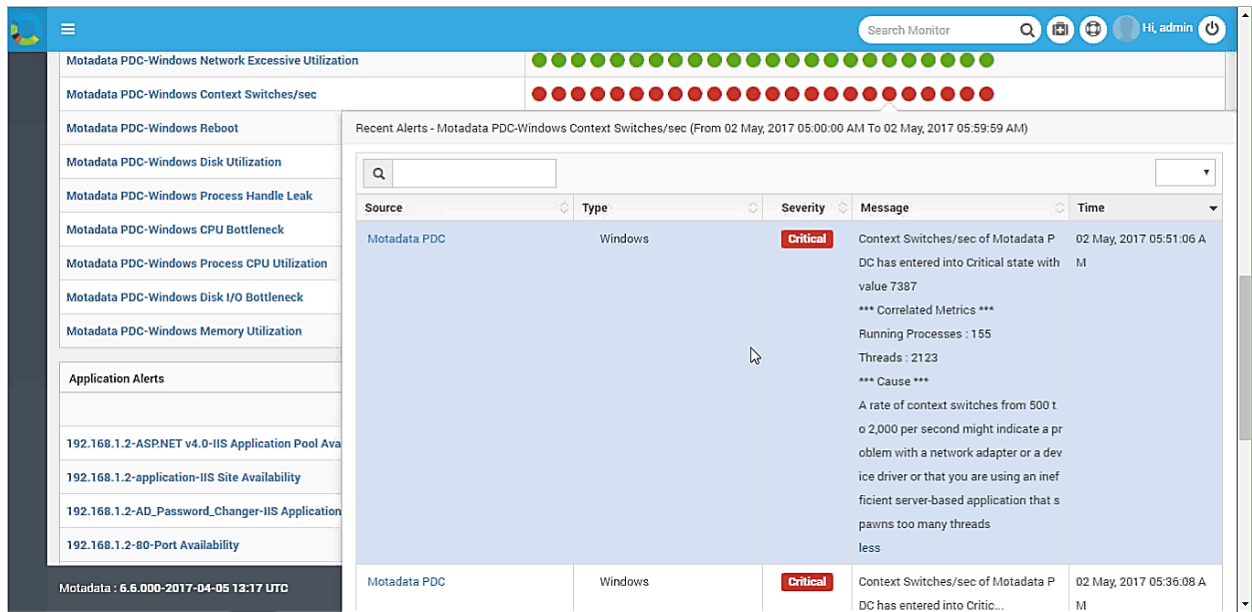 Search Monitor
Hi, admin
Motadata PDC-Windows Network Excessive Utilization
Motadata PDC-Windows Context Switches/sec
Motadata PDC-Windows Reboot
Motadata PDC-Windows Disk Utilization
Motadata PDC-Windows Process Handle Leak
Motadata PDC-Windows CPU Bottleneck
Motadata PDC-Windows Process CPU Utilization
Motadata PDC-Windows Disk I/O Bottleneck
Motadata PDC-Windows Memory Utilization
Application Alerts
192.168.1.2-ASP.NET v4.0-IIS Application Pool Ava
192.168.1.2-application-IIS Site Availability
192.168.1.2-AD_Password_Changer-IIS Application
192.168.1.2-80-Port Availability
Motadata : 6.6.000-2017-04-05 13:17 UTC
Recent Alerts - Motadata PDC-Windows Context Switches/sec (From 02 May, 2017 05:00:00 AM To 02 May, 2017 05:59:59 AM)
Source Type Severity Message Time
Motadata PDC Windows Critical Context Switches/sec of Motadata P 02 May, 2017 05:51:06 A
DC has entered into Critical state with M
value 7387
*** Correlated Metrics ***
Running Processes : 155
Threads : 2123
*** Cause ***
A rate of context switches from 500 t
o 2,000 per second might indicate a pr
oblem with a network adapter or a dev
ice driver or that you are using an inef
ficient server-based application that s
pawns too many threads
less
Motadata PDC Windows Critical Context Switches/sec of Motadata P 02 May, 2017 05:36:08 A
DC has entered into Critic... M